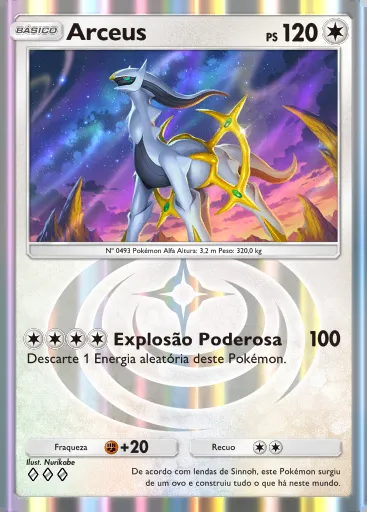 BÁSICO Arceus PS 120
Nº 0493 Pokémon Alfa Altura: 3,2 m Peso: 320,0 kg
Explosão Poderosa 100
Descarte 1 Energia aleatória deste Pokémon.
Fraqueza +20 Recuo
Ilust. Nurikabe
De acordo com lendas de Sinnoh, este Pokémon surgiu
de um ovo e construiu tudo o que há neste mundo.